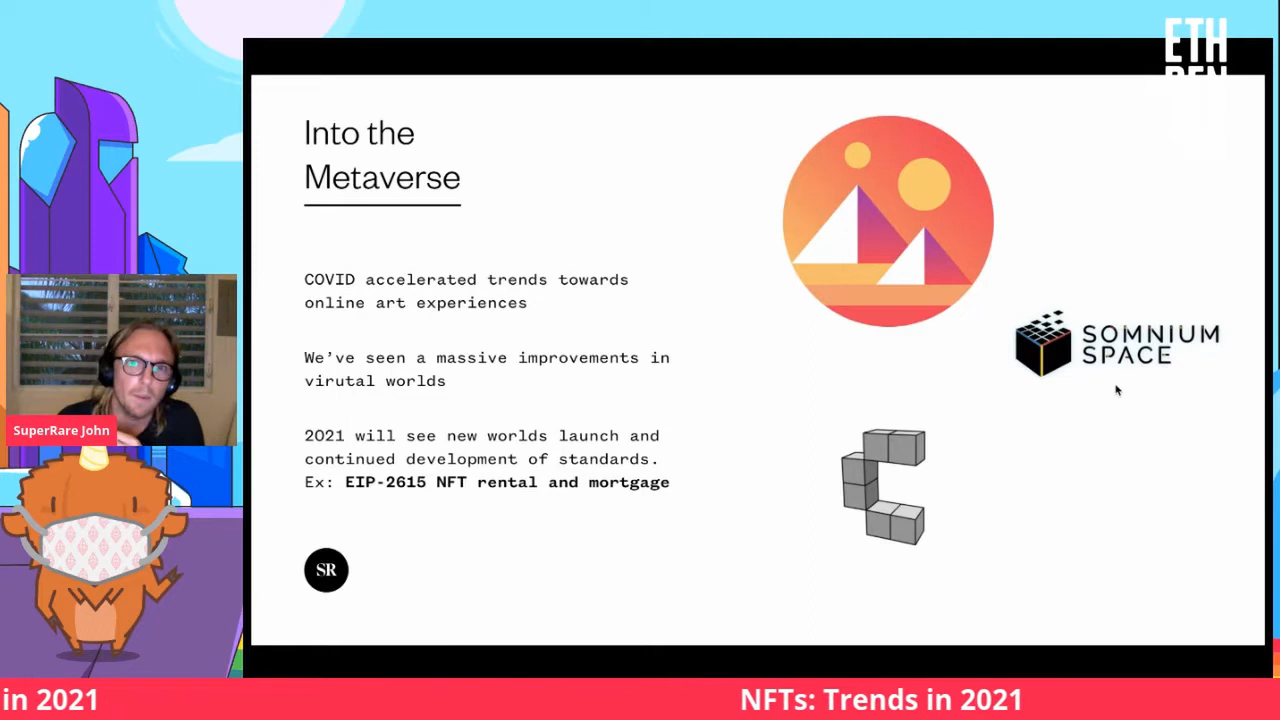 ETH
Into the
Metaverse
COVID accelerated trends towards
online art experiences
We've seen a massive improvements in
virutal worlds
2021 will see new worlds launch and
continued development of standards.
Ex: EIP-2615 NFT rental and mortgage
SOMNIUM
SPACE
SuperRare John
SR
in 2021
NFTs: Trends in 2021